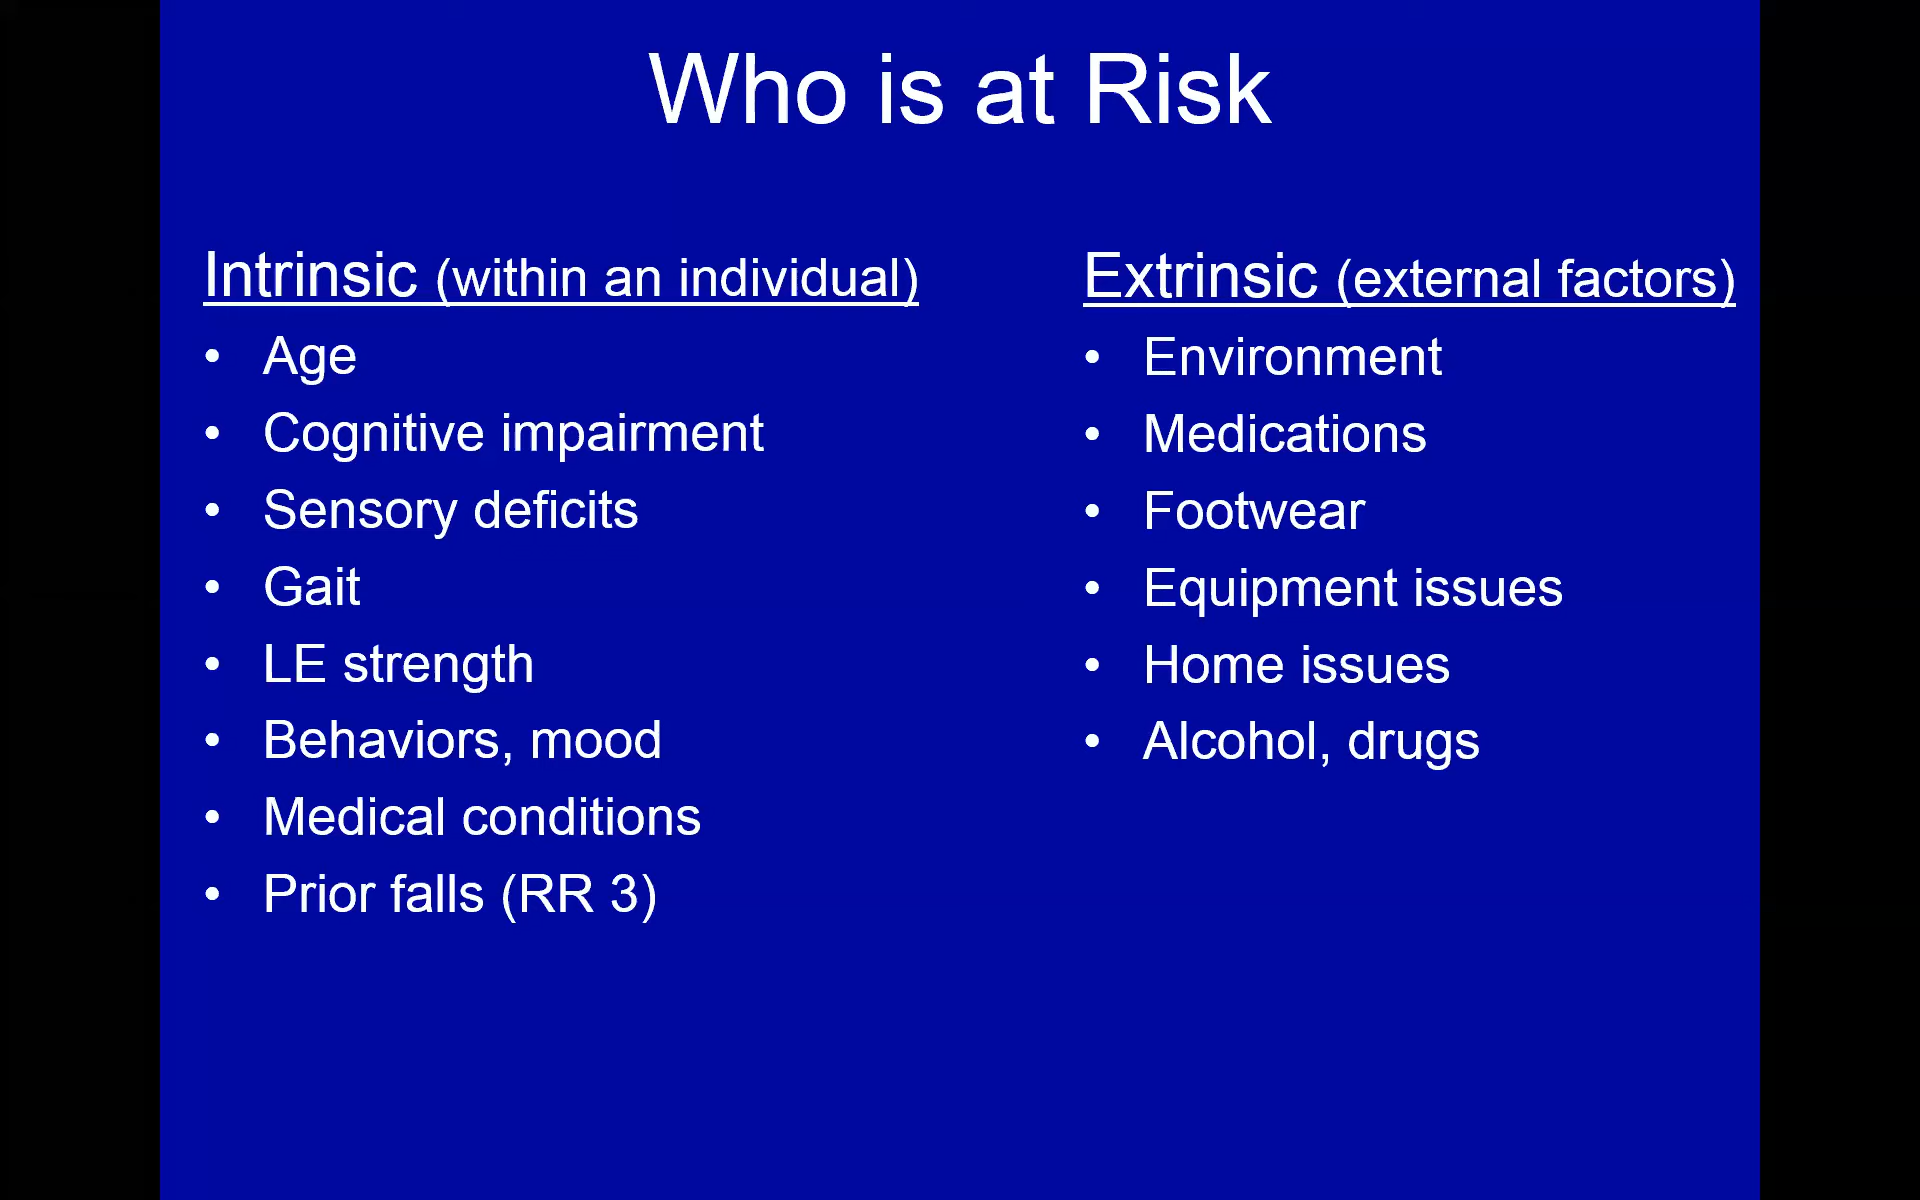 Who is at Risk
Intrinsic (within an individual)
• Age
• Cognitive impairment
• Sensory deficits
• Gait
• LE strength
• Behaviors, mood
• Medical conditions
• Prior falls (RR 3)
Extrinsic (external factors)
• Environment
• Medications
• Footwear
• Equipment issues
• Home issues
• Alcohol, drugs